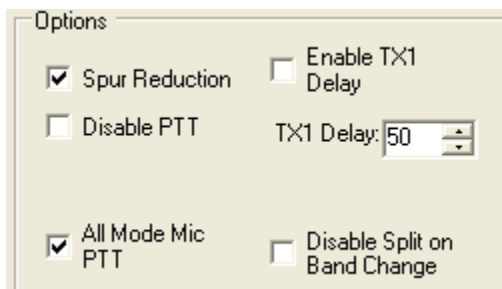 Options
Spur Reduction
Enable TX1
Delay
Disable PTT
TX1 Delay: 50
All Mode Mic
PTT
Disable Split on
Band Change